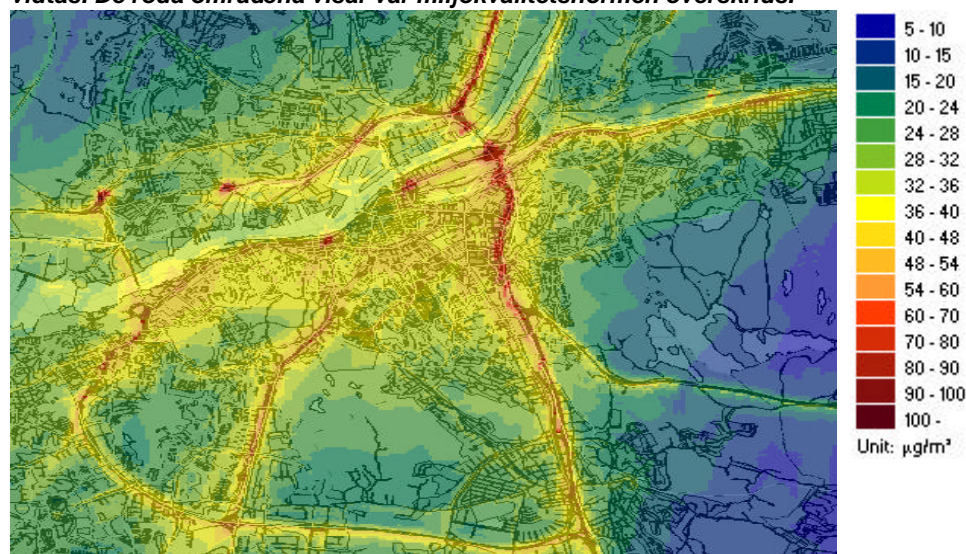 vidtas. De röda områdena visar var miljökvalitetsnormen överskrids.
5 - 10
10 - 15
15 - 20
20 - 24
24 - 28
28 - 32
32 - 36
36 - 40
40 - 48
48 - 54
54 - 60
60 - 70
70 - 80
80 - 90
90 - 100
100 -
Unit: µg/m³